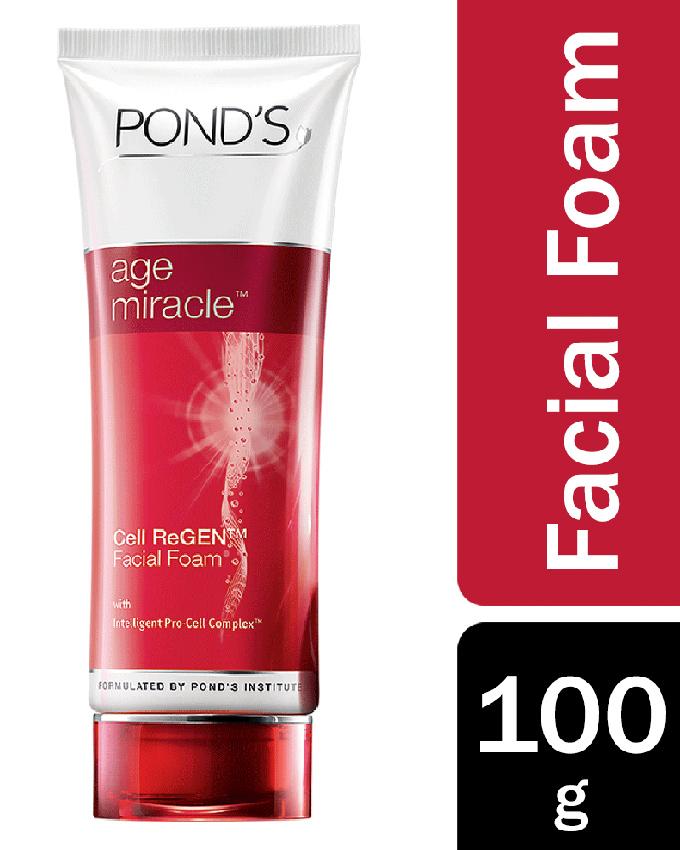 POND'S
age
miracle™
Cell ReGEN™
Facial Foam
with
Intelligent Pro-Cell Complex™
FORMULATED BY POND'S INSTITUTE
Facial Foam
100
g